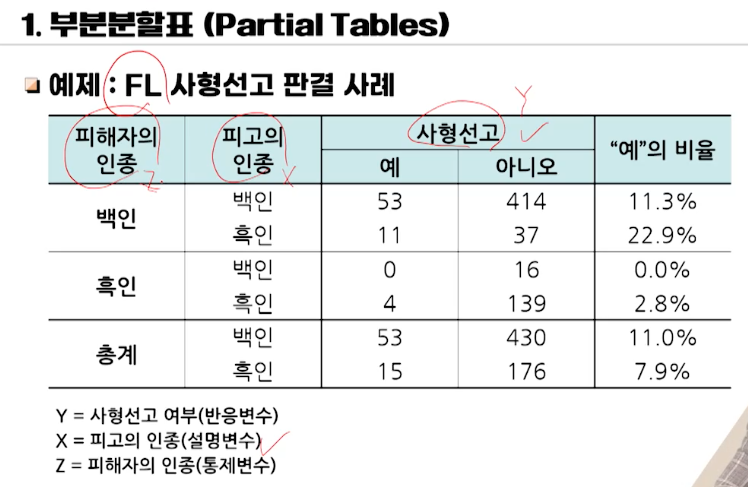 1. 부분분할표 (Partial Tables)
예제 : FL 사형선고 판결 사례
Y
피해자의 인종 피고의 인종 사형선고 “예”의 비율
예 아니오
Z X
백인 백인 53 414 11.3%
흑인 11 37 22.9%
흑인 백인 0 16 0.0%
흑인 4 139 2.8%
총계 백인 53 430 11.0%
흑인 15 176 7.9%
Y = 사형선고 여부(반응변수)
X = 피고의 인종(설명변수)
Z = 피해자의 인종(통제변수)